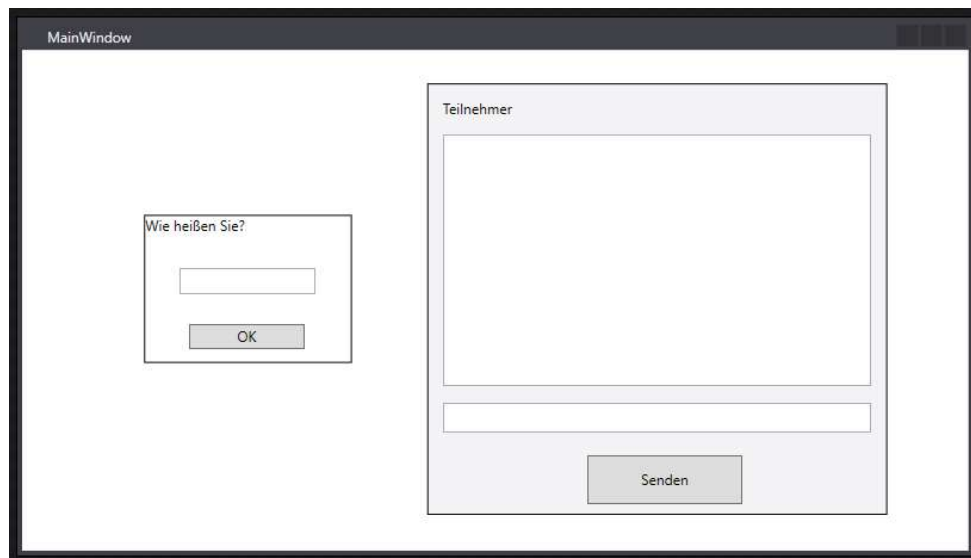 MainWindow
Teilnehmer
Wie heißen Sie?
OK
Senden